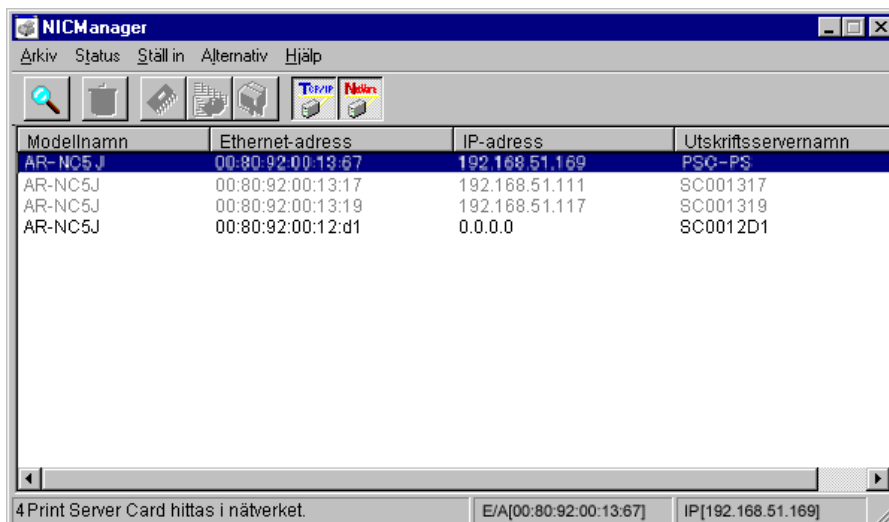 NICManager
Arkiv Status Ställ in Alternativ Hjälp
TCP/IP NetWare
Modellnamn Ethernet-adress IP-adress Utskriftsservernamn
AR-NC5J 00:80:92:00:13:67 192.168.51.169 PSC-PS
AR-NC5J 00:80:92:00:13:17 192.168.51.111 SC001317
AR-NC5J 00:80:92:00:13:19 192.168.51.117 SC001319
AR-NC5J 00:80:92:00:12:d1 0.0.0.0 SC0012D1
4 Print Server Card hittas i nätverket. E/A[00:80:92:00:13:67] IP[192.168.51.169]